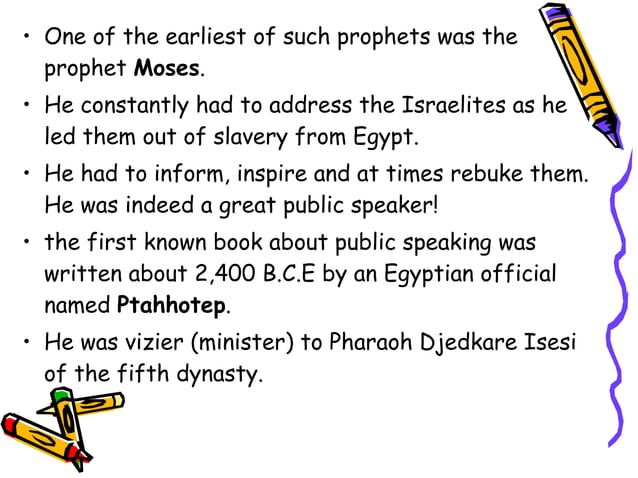 • One of the earliest of such prophets was the
prophet Moses.
• He constantly had to address the Israelites as he
led them out of slavery from Egypt.
• He had to inform, inspire and at times rebuke them.
He was indeed a great public speaker!
• the first known book about public speaking was
written about 2,400 B.C.E by an Egyptian official
named Ptahhotep.
• He was vizier (minister) to Pharaoh Djedkare Isesi
of the fifth dynasty.